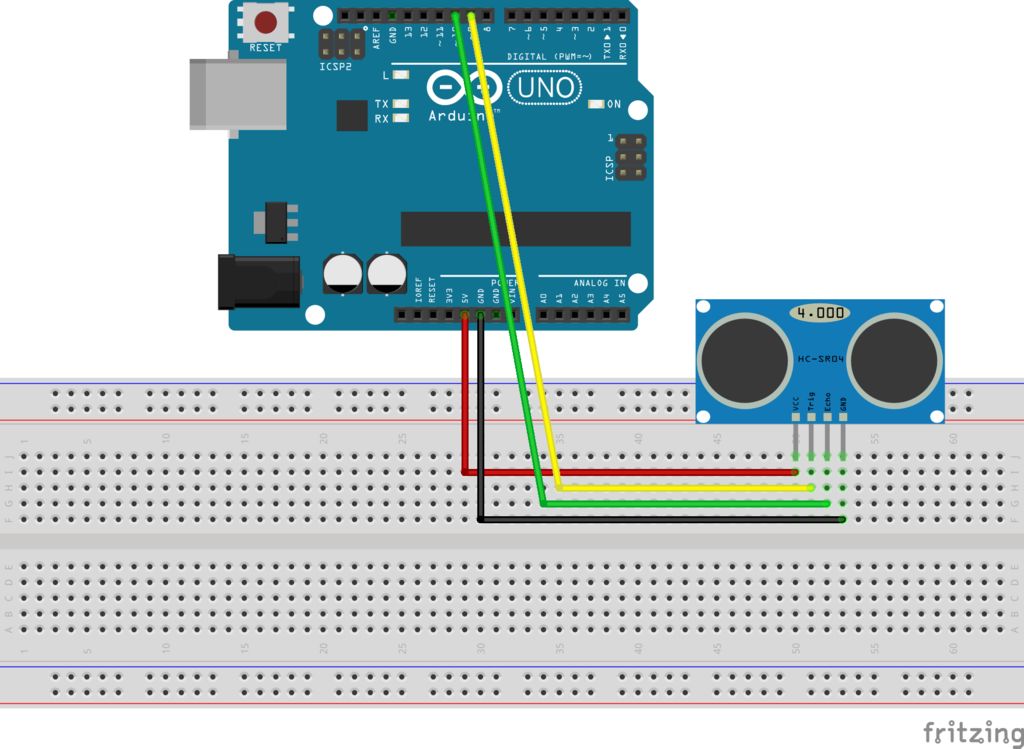 RESET
ICSP2
AREF
GND
13
12
~11
8
7
~6
~5
4
~3
2
TX0▶1
RX0◀0
DIGITAL (PWM=~)
L
TX
RX
Arduino™
UNO
ON
1
ICSP
IOREF
RESET
3V3
5V
GND
GND
VIN
POWER
A0
A1
A2
A3
A4
A5
ANALOG IN
4.000
HC-SR04
VCC
Trig
Echo
GND
1 5 10 15 20 25 30 35 40 45 50 55 60
J J
I I
H H
G G
F F
E E
D D
C C
B B
A A
1 5 10 15 20 25 30 35 40 45 50 55 60
fritzing